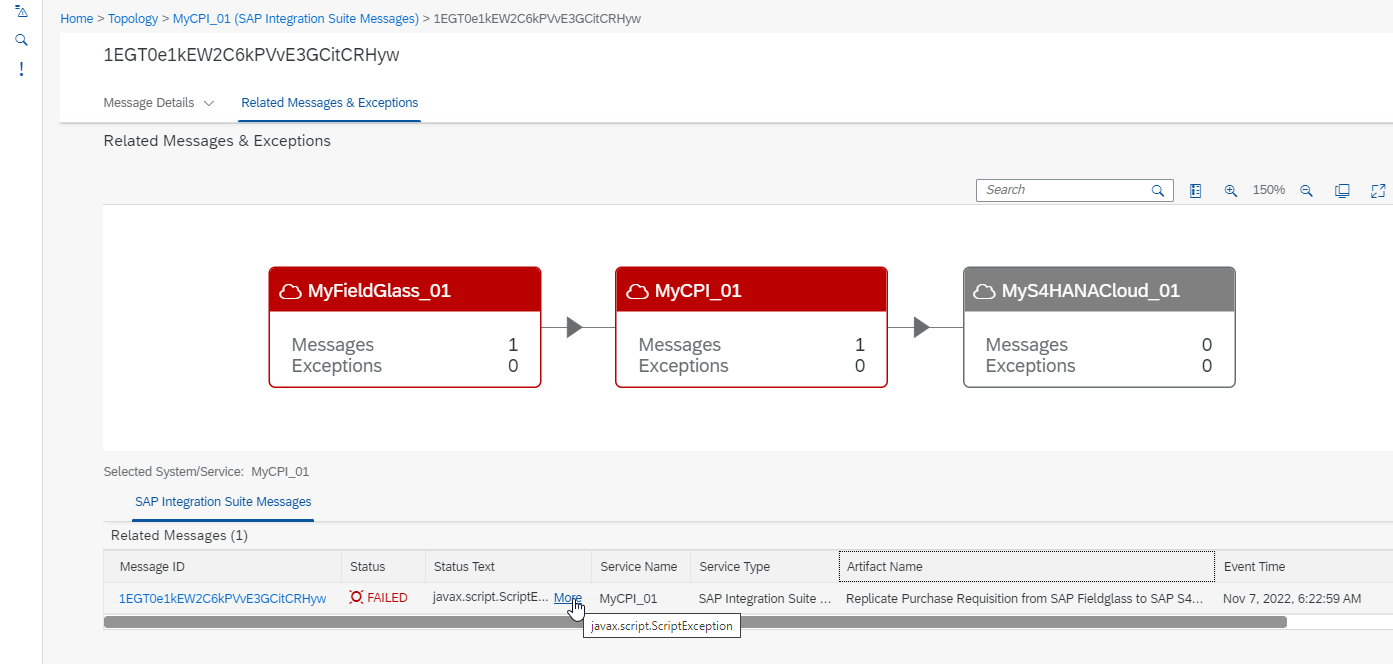 Home > Topology > MyCPI_01 (SAP Integration Suite Messages) > 1EGT0e1kEW2C6kPVvE3GCitCRHyw
1EGT0e1kEW2C6kPVvE3GCitCRHyw
Message Details Related Messages & Exceptions
Related Messages & Exceptions
Search 150%
MyFieldGlass_01 MyCPI_01 MyS4HANACloud_01
Messages 1 Messages 1 Messages 0
Exceptions 0 Exceptions 0 Exceptions 0
Selected System/Service: MyCPI_01
SAP Integration Suite Messages
Related Messages (1)
Message ID Status Status Text Service Name Service Type Artifact Name Event Time
1EGT0e1kEW2C6kPVvE3GCitCRHyw FAILED javax.script.ScriptE... More MyCPI_01 SAP Integration Suite ... Replicate Purchase Requisition from SAP Fieldglass to SAP S4... Nov 7, 2022, 6:22:59 AM
javax.script.ScriptException